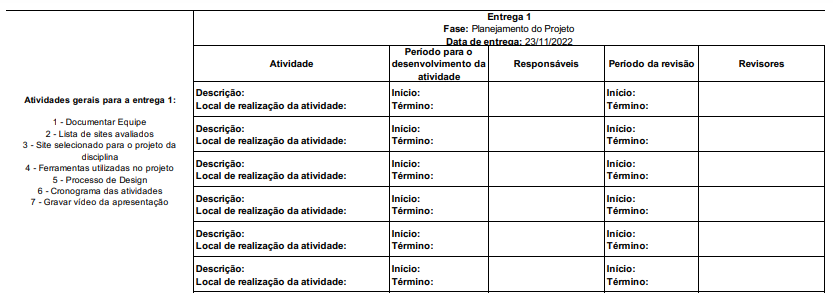 Entrega 1
Fase: Planejamento do Projeto
Data de entrega: 23/11/2022
Atividades gerais para a entrega 1:
1 - Documentar Equipe
2 - Lista de sites avaliados
3 - Site selecionado para o projeto da
disciplina
4 - Ferramentas utilizadas no projeto
5 - Processo de Design
6 - Cronograma das atividades
7 - Gravar vídeo da apresentação
Atividade
Período para o
desenvolvimento da
atividade
Responsáveis
Período da revisão
Revisores
Descrição:
Local de realização da atividade:
Início:
Término:
Início:
Término:
Descrição:
Local de realização da atividade:
Início:
Término:
Início:
Término:
Descrição:
Local de realização da atividade:
Início:
Término:
Início:
Término:
Descrição:
Local de realização da atividade:
Início:
Término:
Início:
Término:
Descrição:
Local de realização da atividade:
Início:
Término:
Início:
Término:
Descrição:
Local de realização da atividade:
Início:
Término:
Início:
Término: